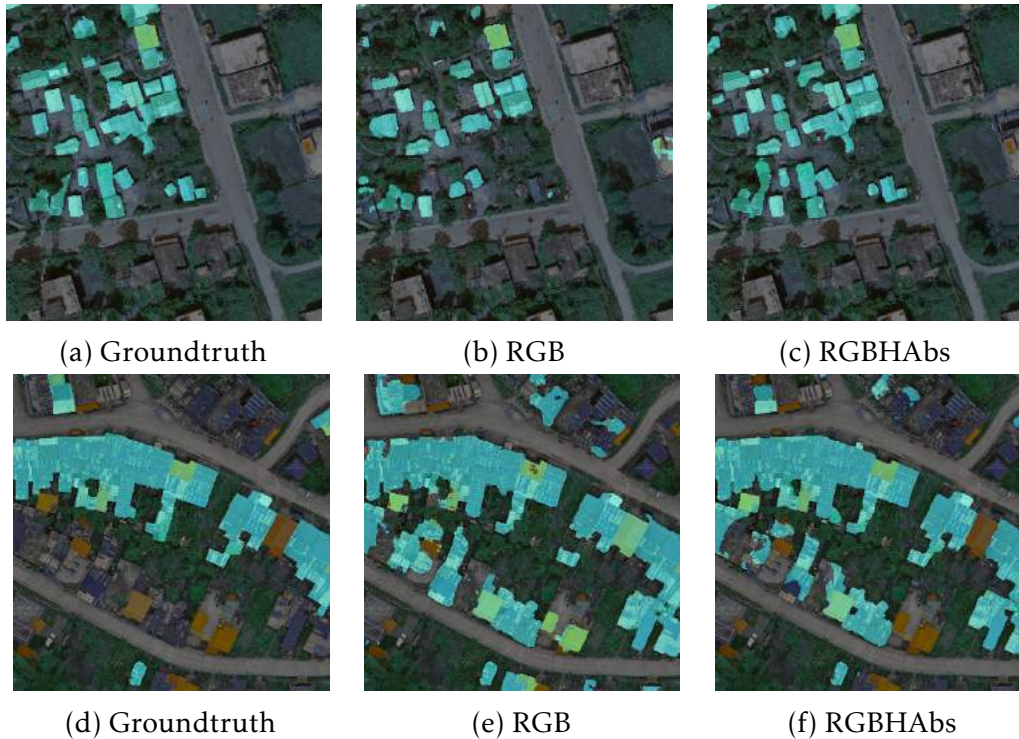 (a) Groundtruth
(b) RGB
(c) RGBHAbs
(d) Groundtruth
(e) RGB
(f) RGBHAbs